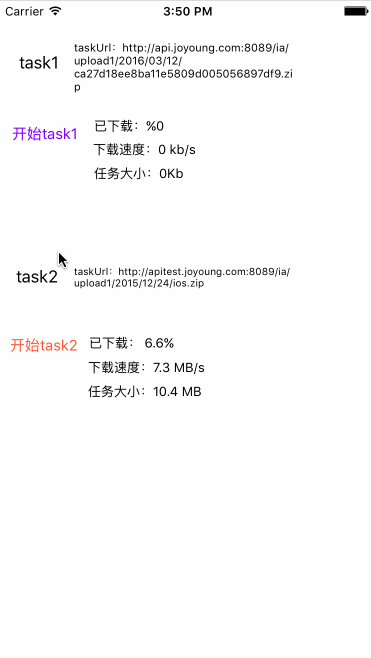 Carrier 3:50 PM
taskUrl：http://api.joyoung.com:8089/ia/
task1 upload1/2016/03/12/
ca27d18ee8ba11e5809d005056897df9.zi
p
开始task1 已下载：%0
下载速度：0 kb/s
任务大小：0Kb
task2 taskUrl：http://apitest.joyoung.com:8089/ia/
upload1/2015/12/24/ios.zip
开始task2 已下载： 6.6%
下载速度：7.3 MB/s
任务大小：10.4 MB